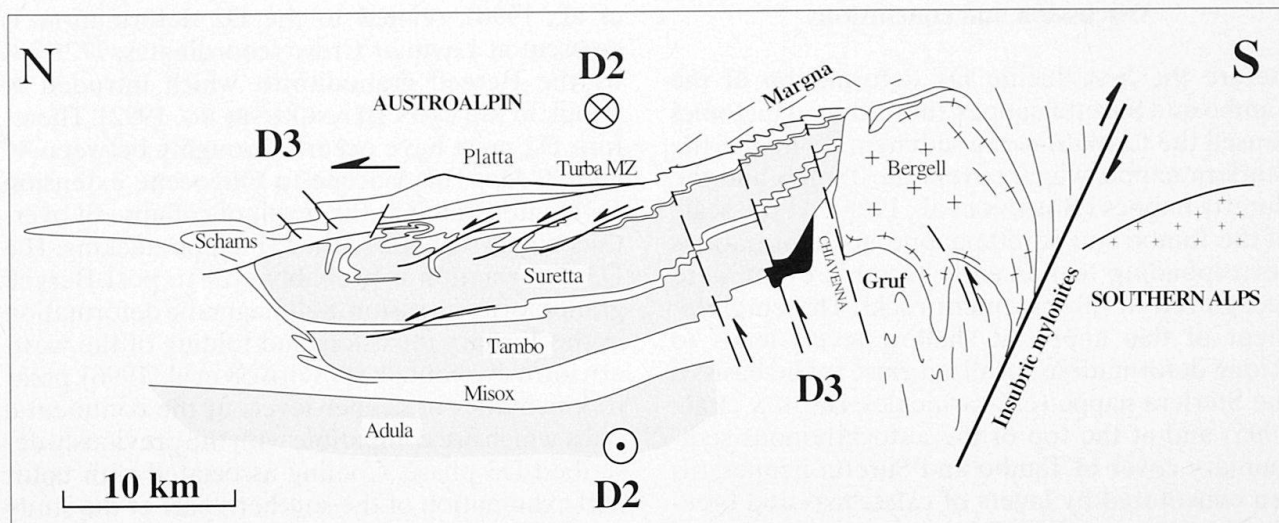 N
S
D2
AUSTROALPIN
Margna
D3
Platta
Turba MZ
Bergell
Schams
CHIAVENNA
Suretta
Gruf
SOUTHERN ALPS
Insubric mylonites
Tambo
D3
Misox
Adula
10 km
D2